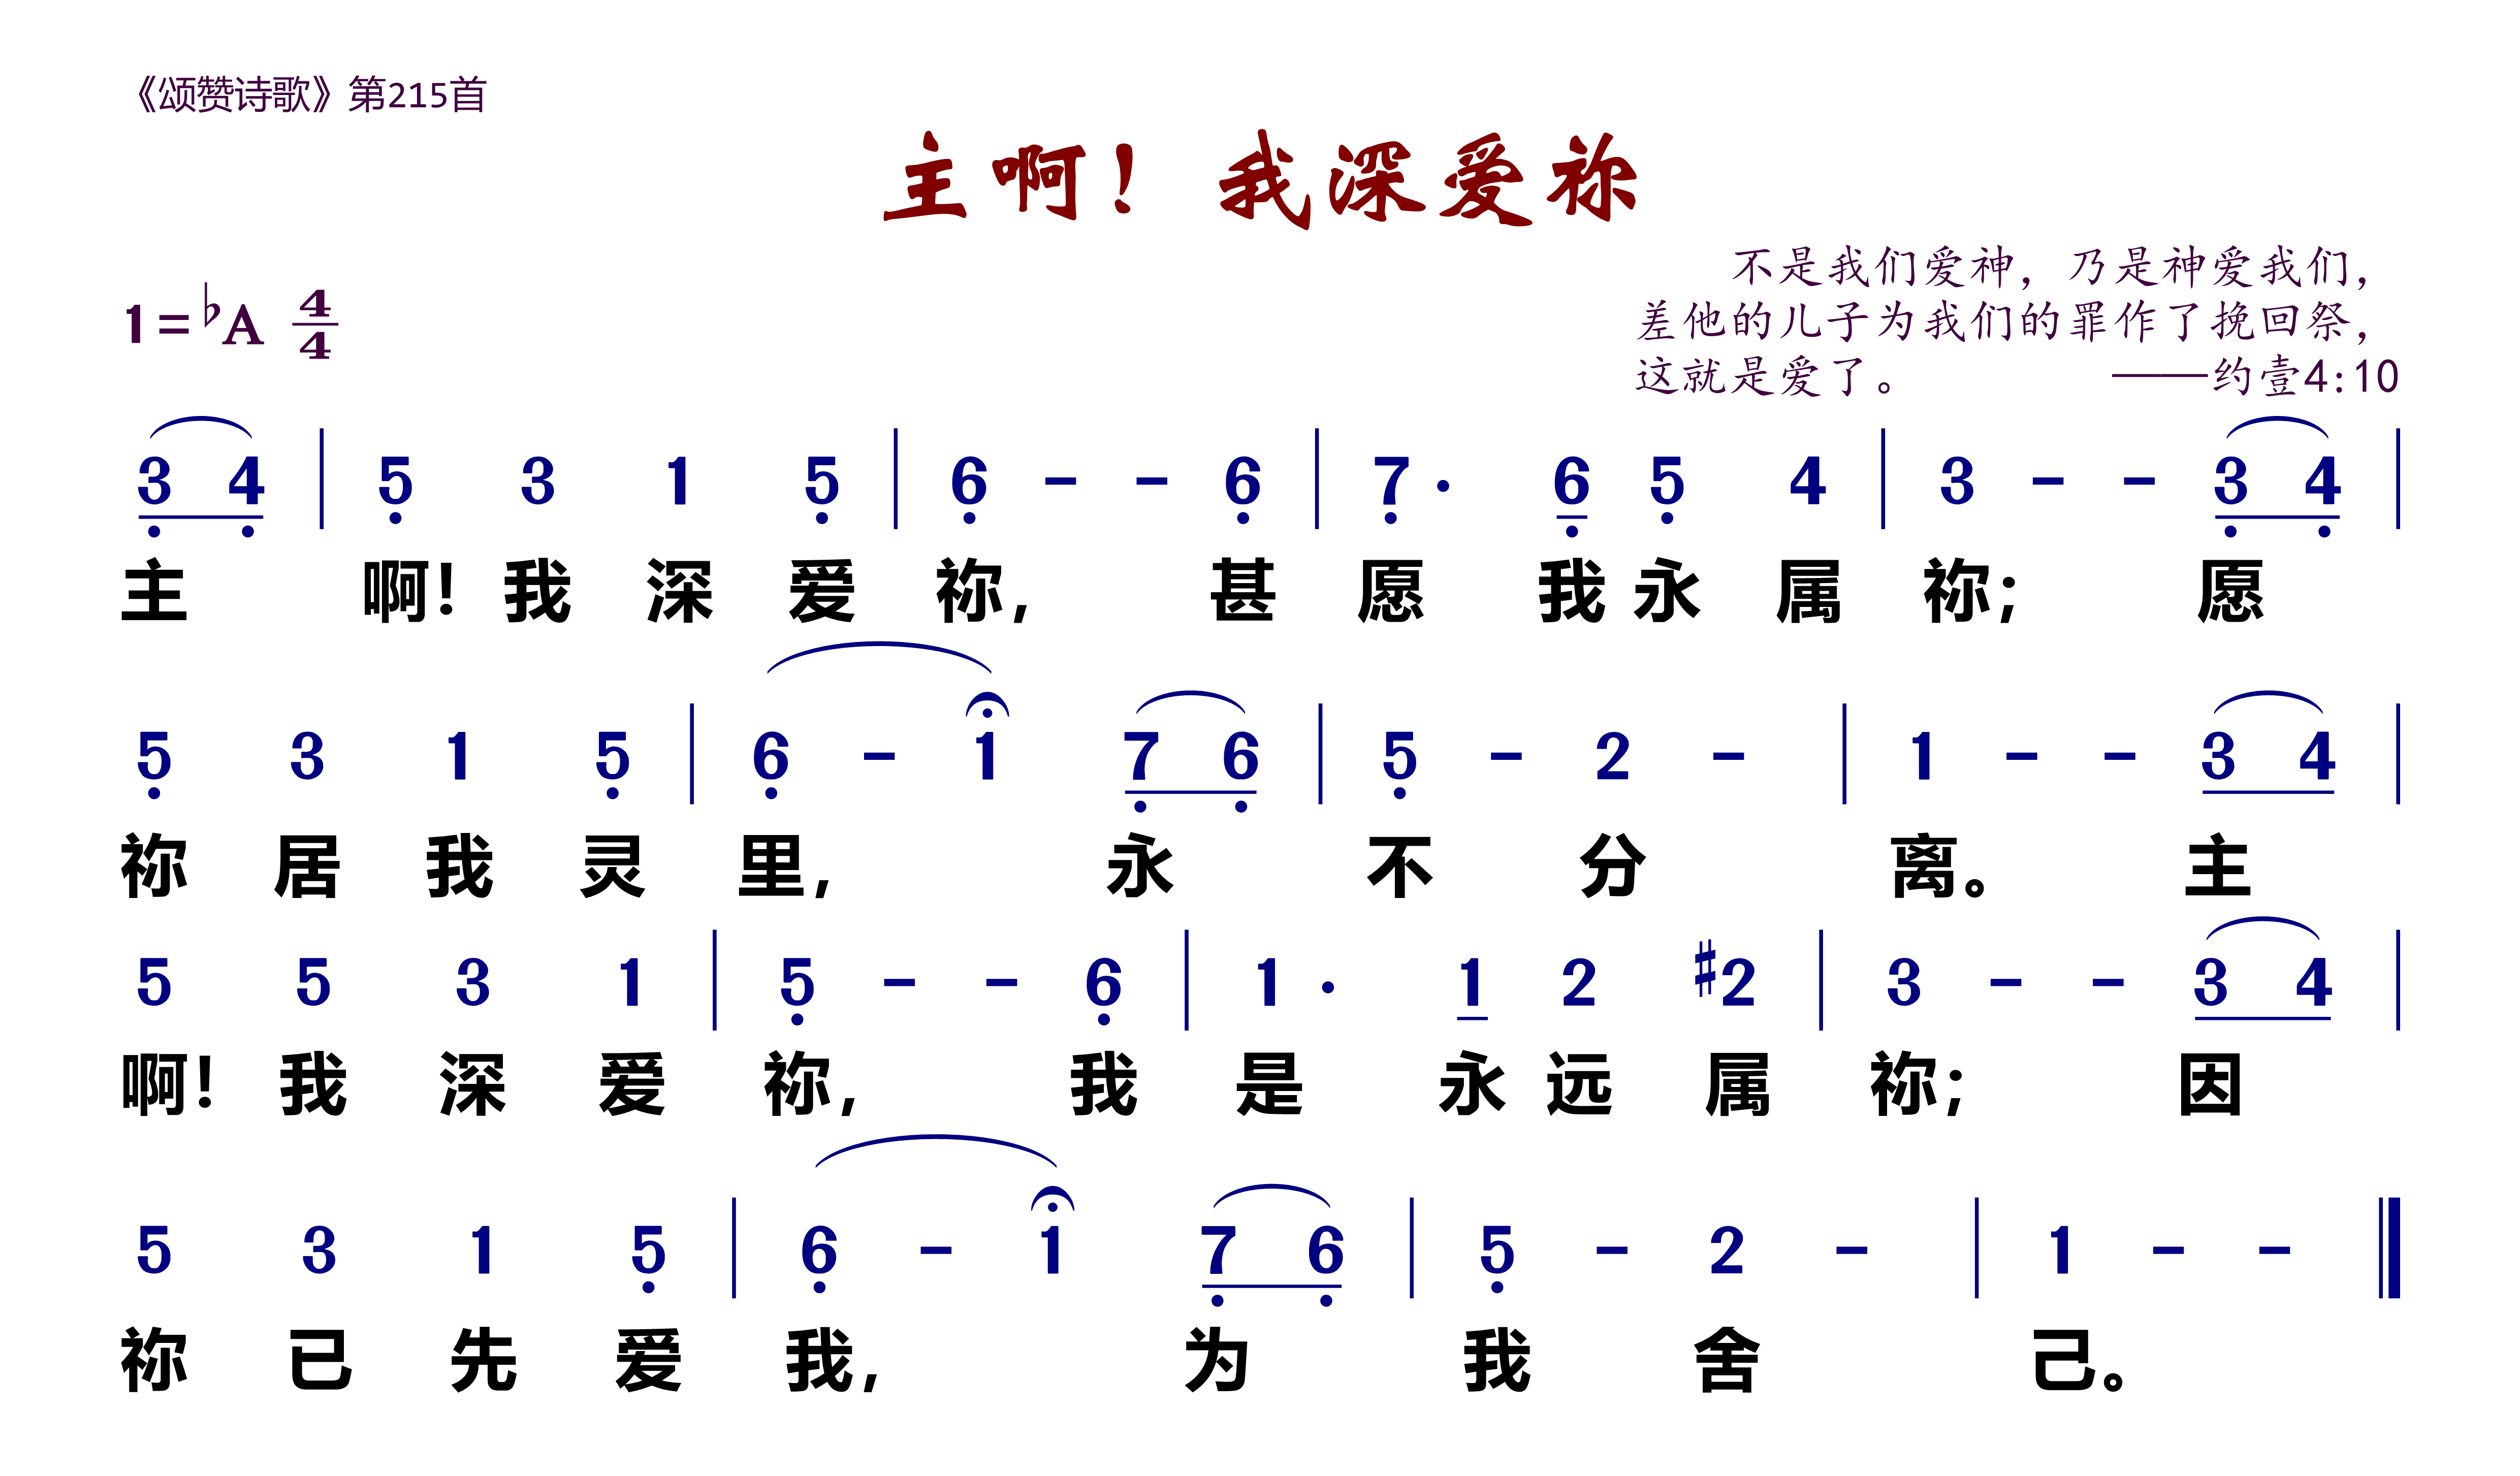 《颂赞诗歌》第215首
主啊！ 我深爱祢
不是我们爱神，乃是神爱我们，
差他的儿子为我们的罪作了挽回祭，
这就是爱了。 ——约壹4:10
1=♭A 4/4
3 4 | 5 3 1 5 | 6 - - 6 | 7 · 6 5 4 | 3 - - 3 4 |
主 啊！我 深 爱 祢， 甚 愿 我 永 属 祢； 愿
5 3 1 5 | 6 - 1 7 6 | 5 - 2 - | 1 - - 3 4 |
祢 居 我 灵 里， 永 不 分 离。 主
5 5 3 1 | 5 - - 6 | 1 · 1 2 #2 | 3 - - 3 4 |
啊！ 我 深 爱 祢， 我 是 永 远 属 祢； 因
5 3 1 5 | 6 - 1 7 6 | 5 - 2 - | 1 - - ‖
祢 已 先 爱 我， 为 我 舍 己。